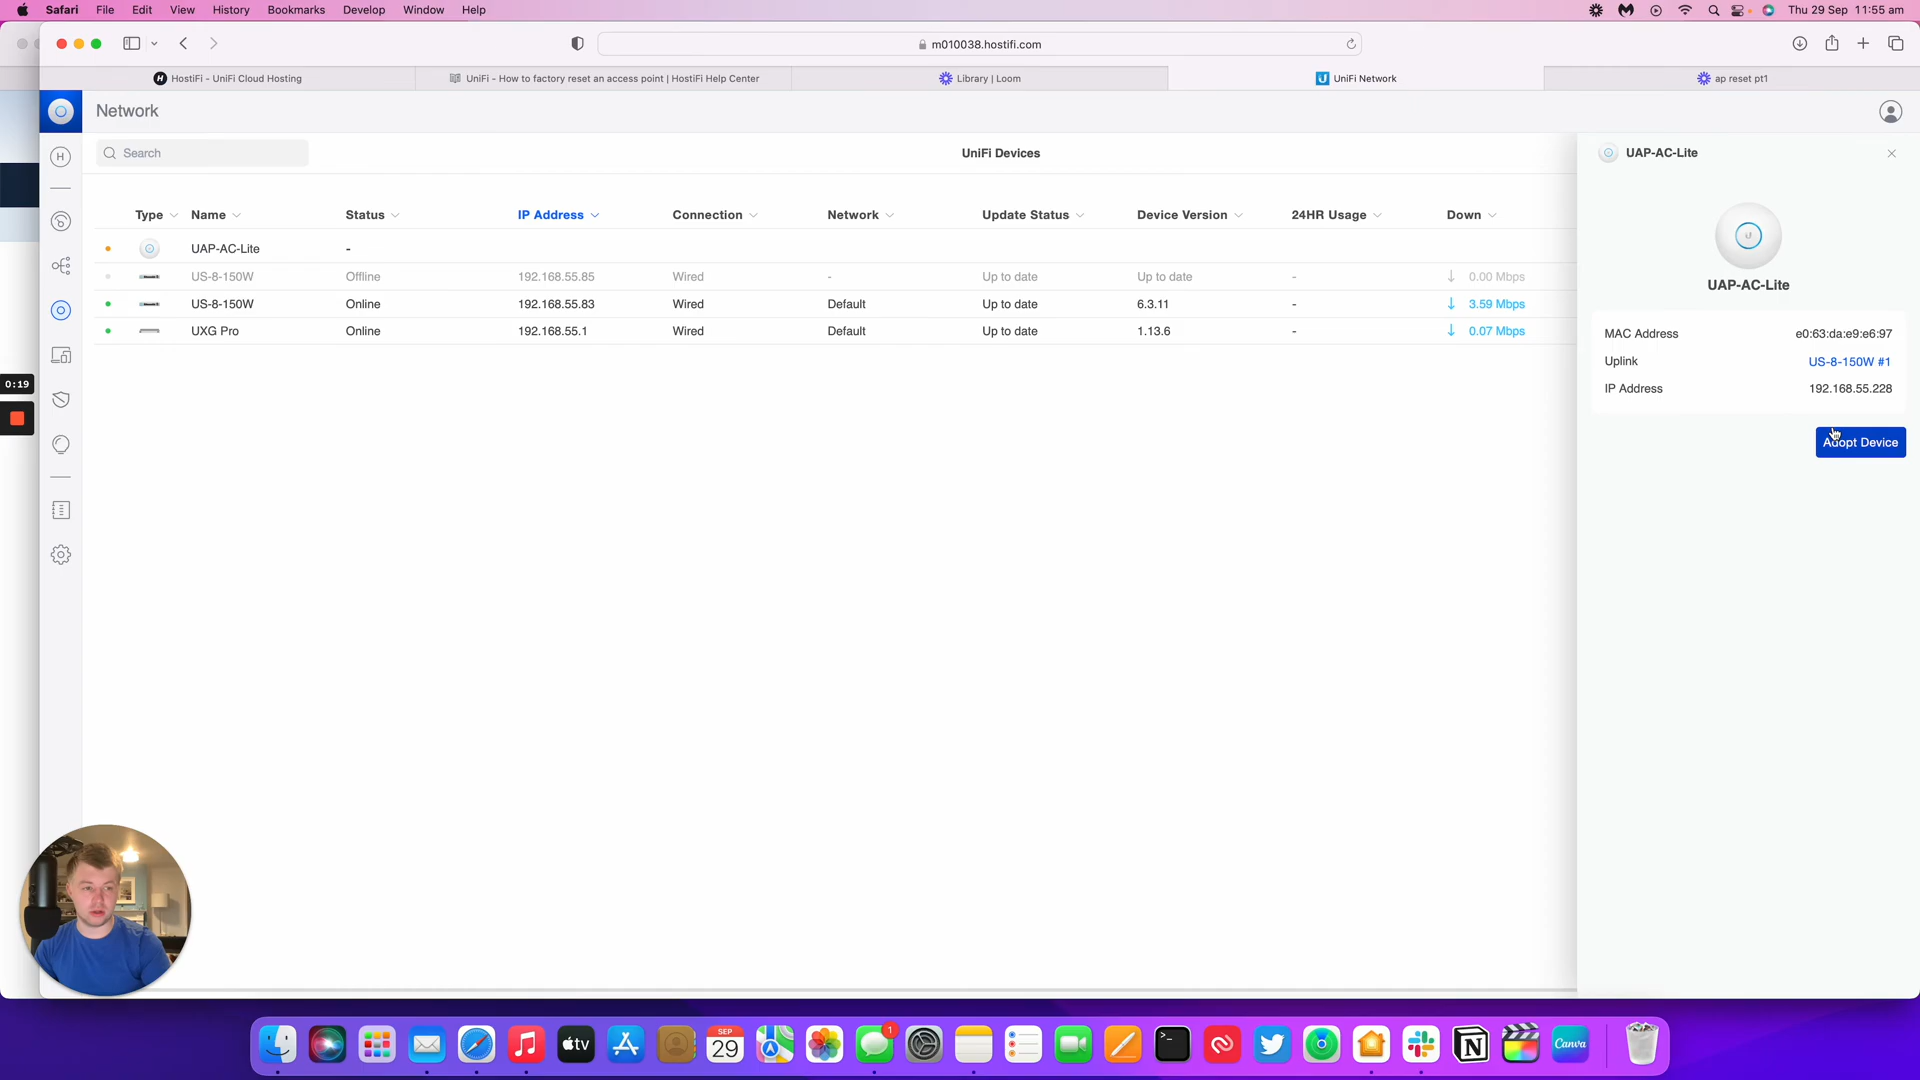 Safari File Edit View History Bookmarks Develop Window Help Thu 29 Sep 11:55 am
m010038.hostifi.com
H HostiFi - UniFi Cloud Hosting UniFi - How to factory reset an access point | HostiFi Help Center Library | Loom U UniFi Network ap reset pt1
Network
H
Search UniFi Devices UAP-AC-Lite
Type Name Status IP Address Connection Network Update Status Device Version 24HR Usage Down
UAP-AC-Lite -
US-8-150W Offline 192.168.55.85 Wired - Up to date Up to date - ↓ 0.00 Mbps
US-8-150W Online 192.168.55.83 Wired Default Up to date 6.3.11 - ↓ 3.59 Mbps
UXG Pro Online 192.168.55.1 Wired Default Up to date 1.13.6 - ↓ 0.07 Mbps
UAP-AC-Lite
MAC Address e0:63:da:e9:e6:97
Uplink US-8-150W #1
IP Address 192.168.55.228
Adopt Device
0:19
tv SEP 29 1 >_ N Canva